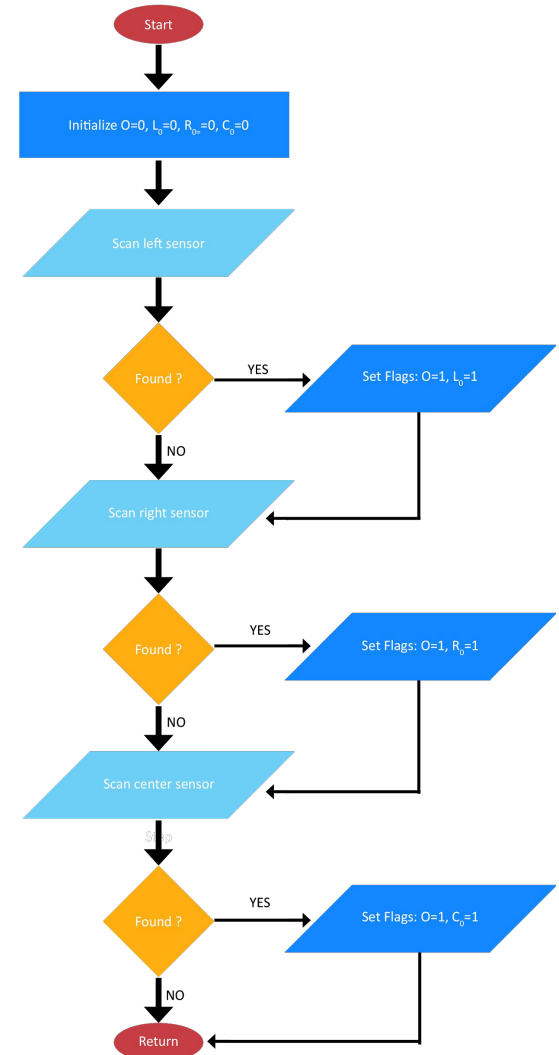 Start
Initialize O=0, L₀=0, R₀₌=0, C₀=0
Scan left sensor
Found ?
YES
Set Flags: O=1, L₀=1
NO
Scan right sensor
Found ?
YES
Set Flags: O=1, R₀=1
NO
Scan center sensor
Stop
Found ?
YES
Set Flags: O=1, C₀=1
NO
Return